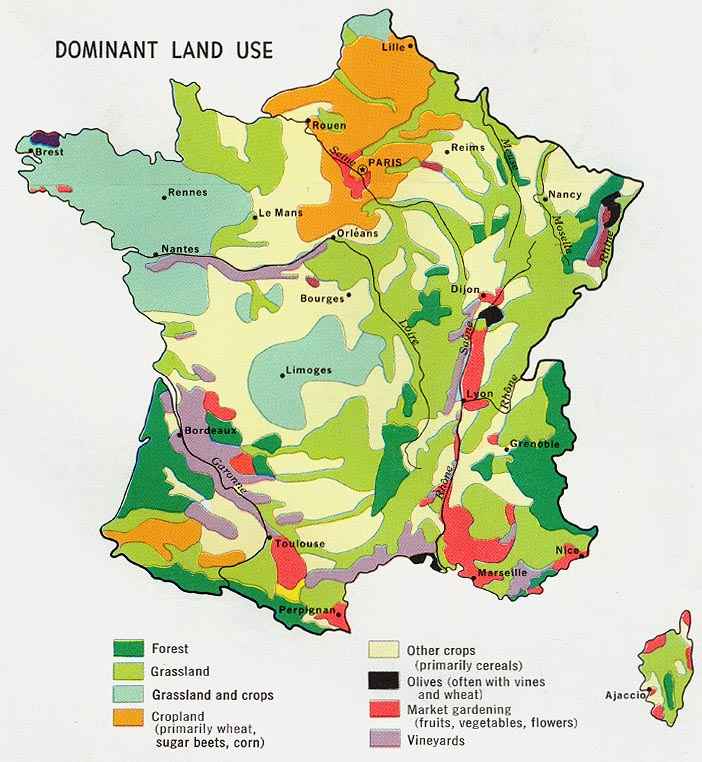 DOMINANT LAND USE
Lille
Rouen
Seine
PARIS
Reims
Meuse
Brest
Rennes
Le Mans
Nancy
Moselle
Rhine
Nantes
Orléans
Bourges
Dijon
Loire
Saône
Limoges
Lyon
Rhône
Bordeaux
Grenoble
Garonne
Rhône
Toulouse
Nice
Marseille
Perpignan
Ajaccio
Forest
Grassland
Grassland and crops
Cropland
(primarily wheat,
sugar beets, corn)
Other crops
(primarily cereals)
Olives (often with vines
and wheat)
Market gardening
(fruits, vegetables, flowers)
Vineyards